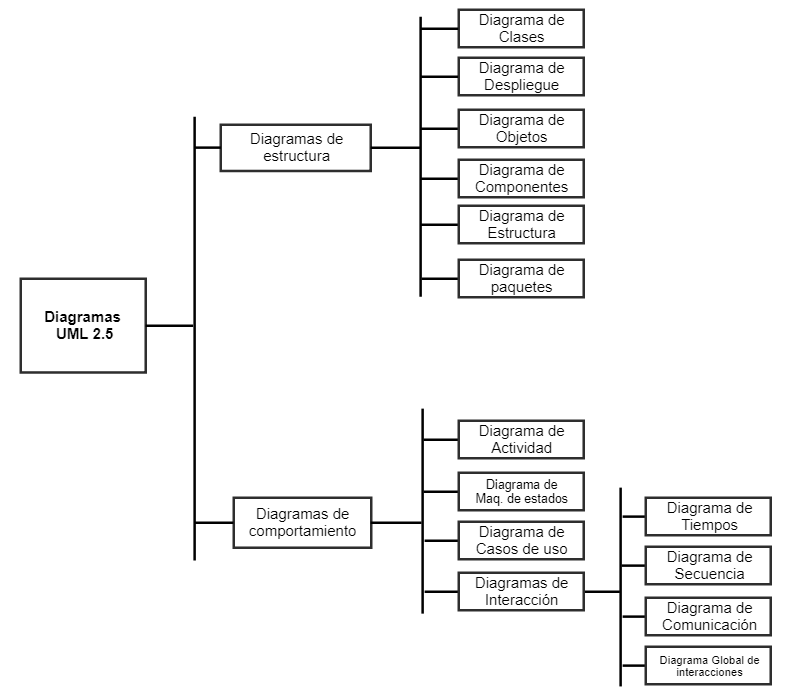 Diagrama de
Clases
Diagrama de
Despliegue
Diagramas de
estructura
Diagrama de
Objetos
Diagrama de
Componentes
Diagrama de
Estructura
Diagrama de
paquetes
Diagramas
UML 2.5
Diagrama de
Actividad
Diagrama de
Maq. de estados
Diagramas de
comportamiento
Diagrama de
Casos de uso
Diagramas de
Interacción
Diagrama de
Tiempos
Diagrama de
Secuencia
Diagrama de
Comunicación
Diagrama Global de
interacciones